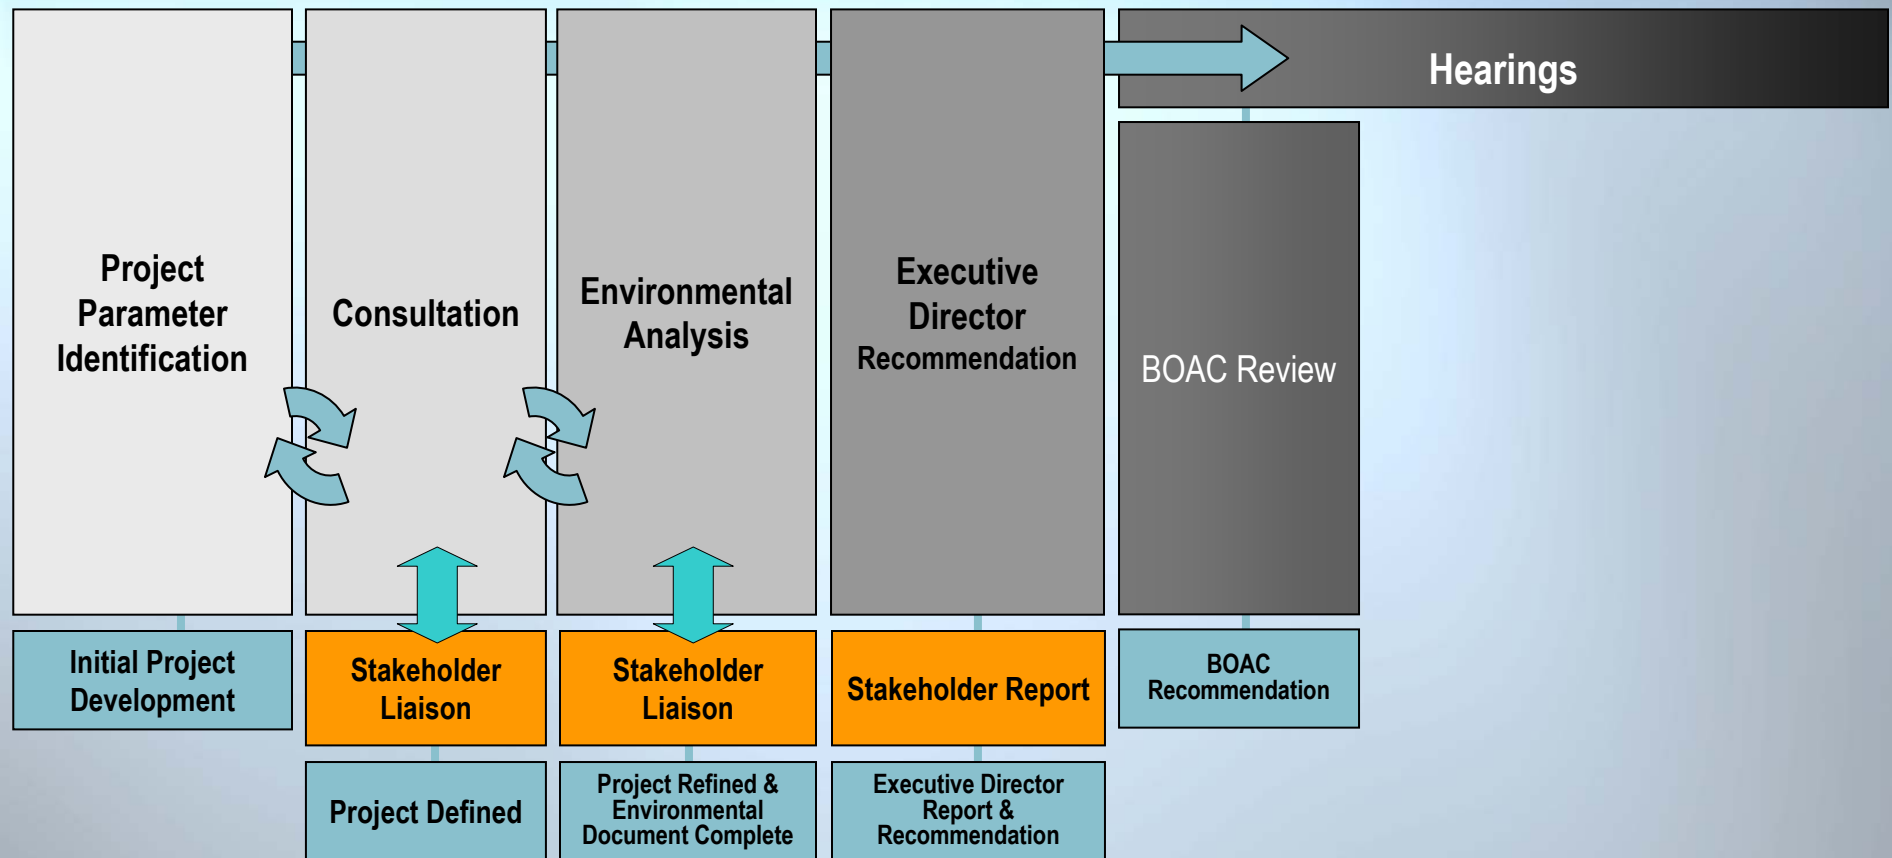 Hearings
Project
Parameter
Identification
Consultation
Environmental
Analysis
Executive
Director
Recommendation
BOAC Review
Initial Project
Development
Stakeholder
Liaison
Stakeholder
Liaison
Stakeholder Report
BOAC
Recommendation
Project Defined
Project Refined &
Environmental
Document Complete
Executive Director
Report &
Recommendation